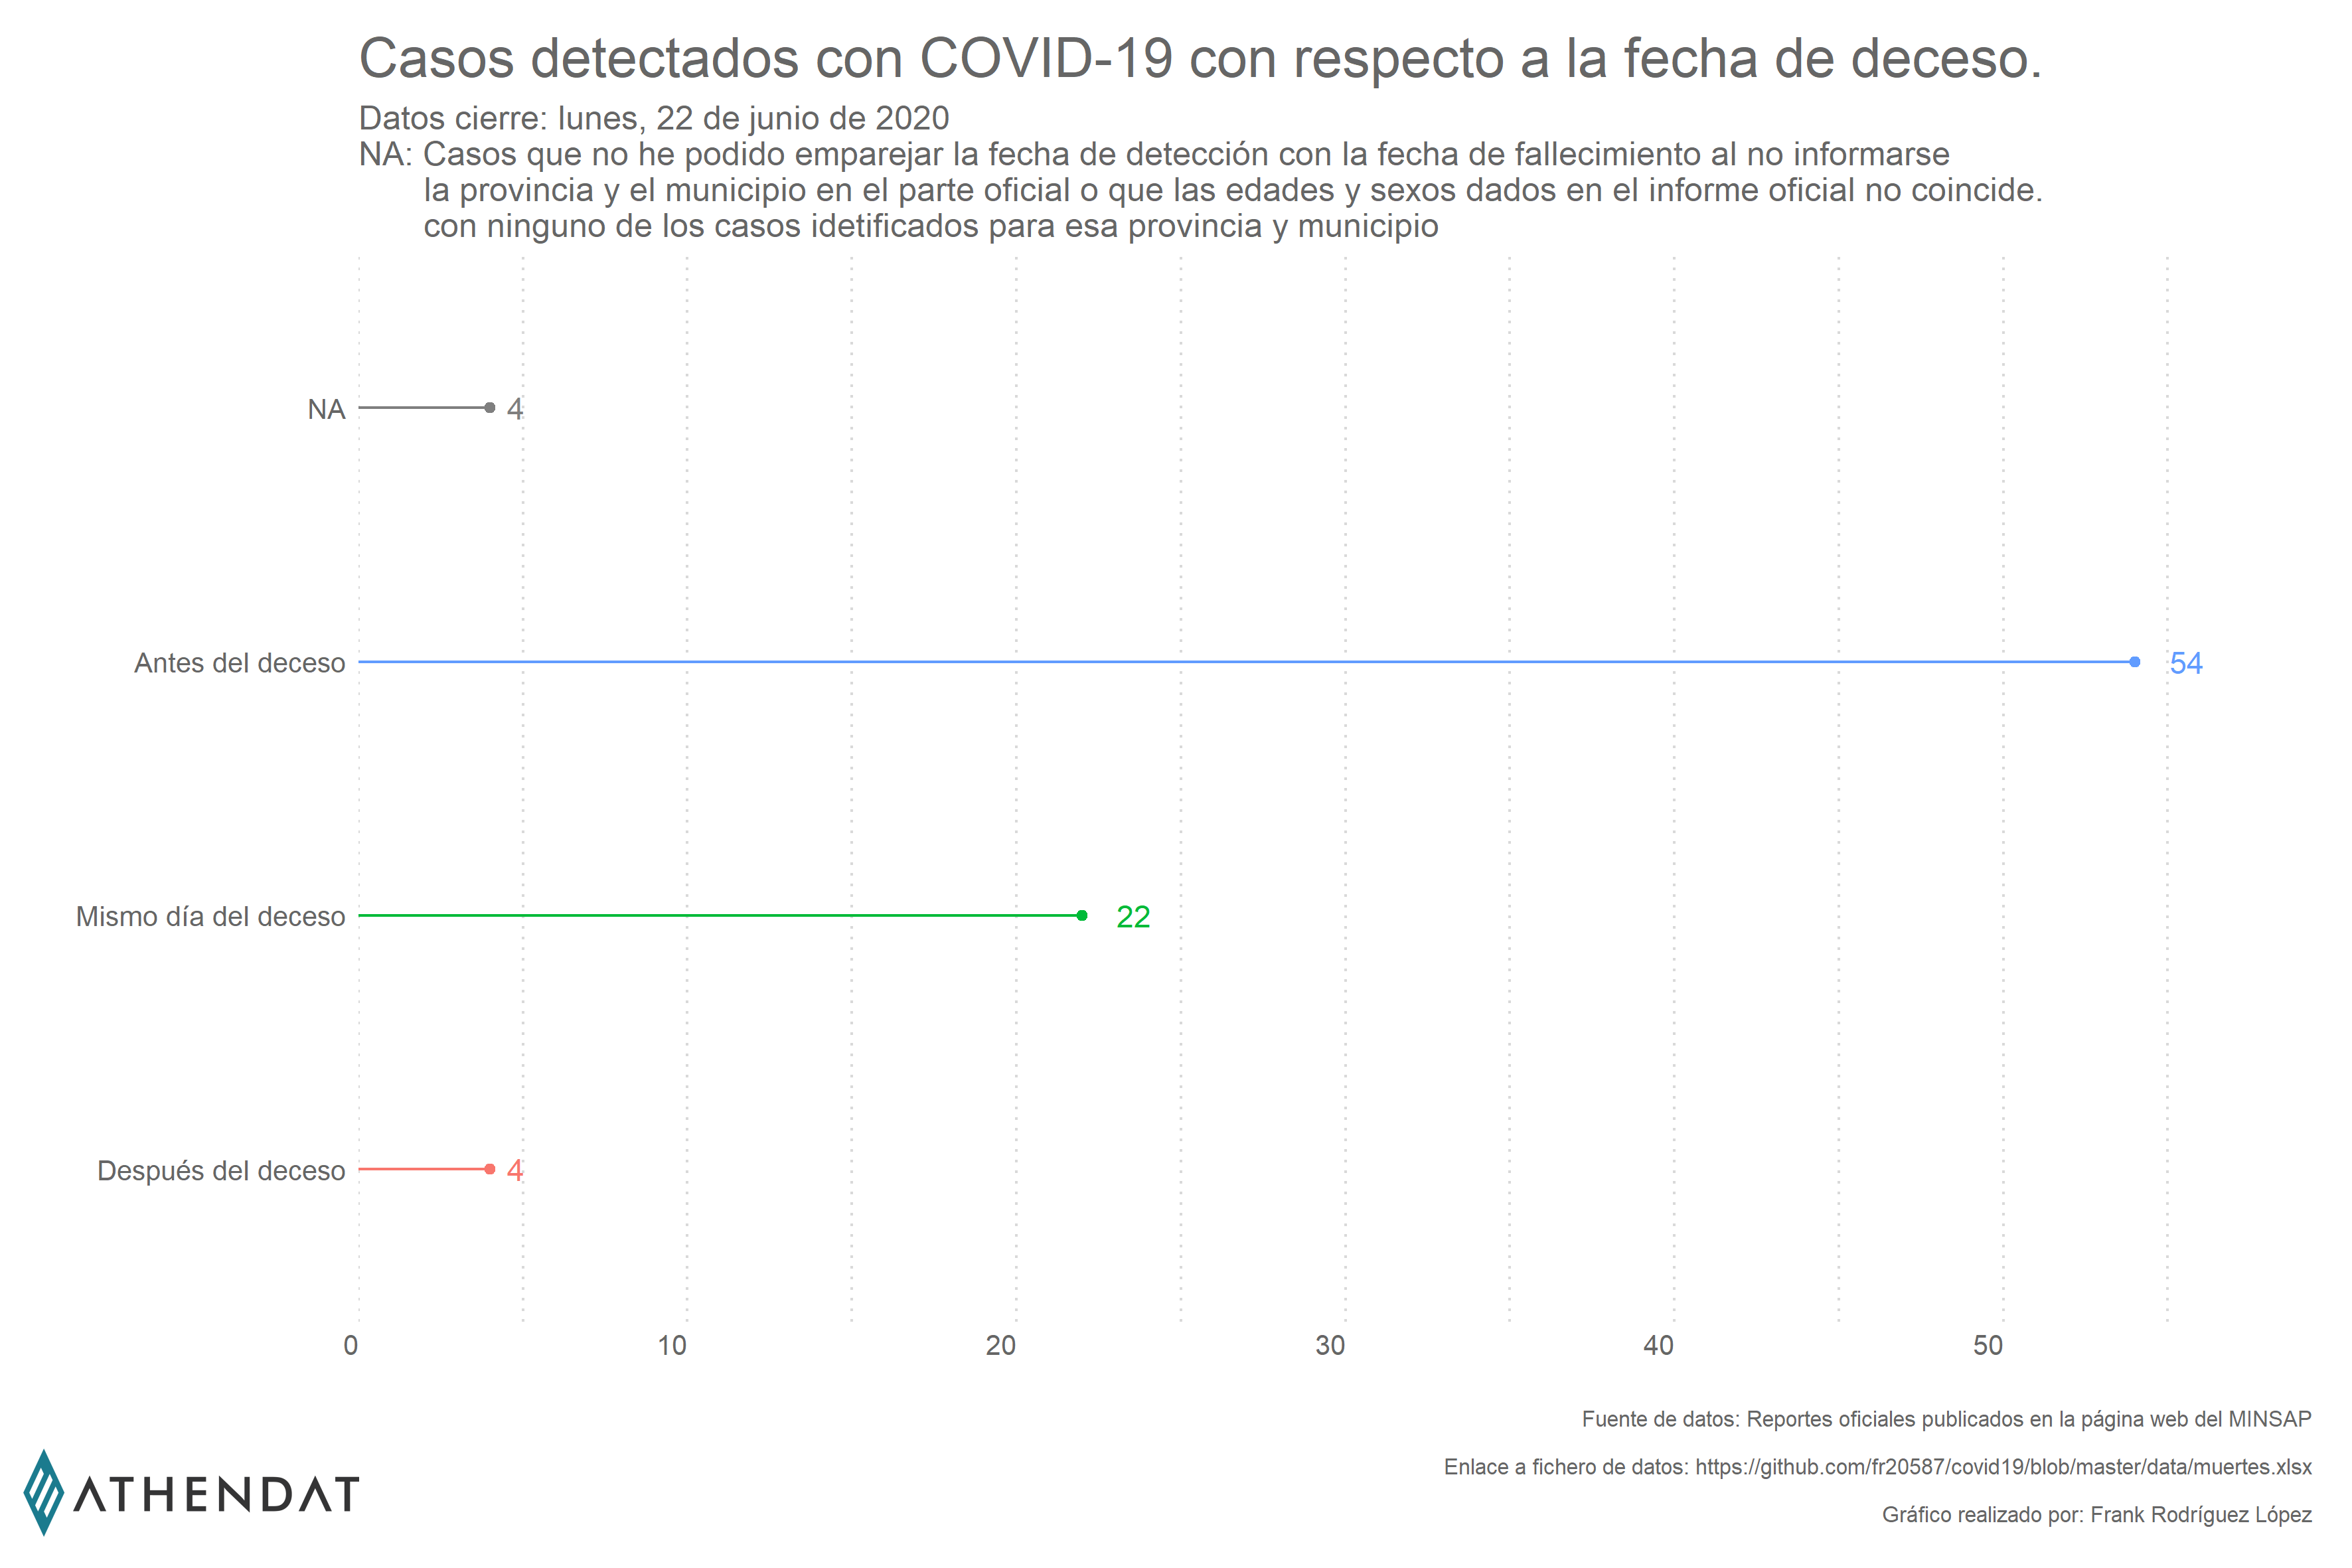 Casos detectados con COVID-19 con respecto a la fecha de deceso.
Datos cierre: lunes, 22 de junio de 2020
NA: Casos que no he podido emparejar la fecha de detección con la fecha de fallecimiento al no informarse
la provincia y el municipio en el parte oficial o que las edades y sexos dados en el informe oficial no coincide.
con ninguno de los casos idetificados para esa provincia y municipio
NA 4
Antes del deceso 54
Mismo día del deceso 22
Después del deceso 4
0 10 20 30 40 50
Fuente de datos: Reportes oficiales publicados en la página web del MINSAP
Enlace a fichero de datos: https://github.com/fr20587/covid19/blob/master/data/muertes.xlsx
Gráfico realizado por: Frank Rodríguez López
ATHENDAT